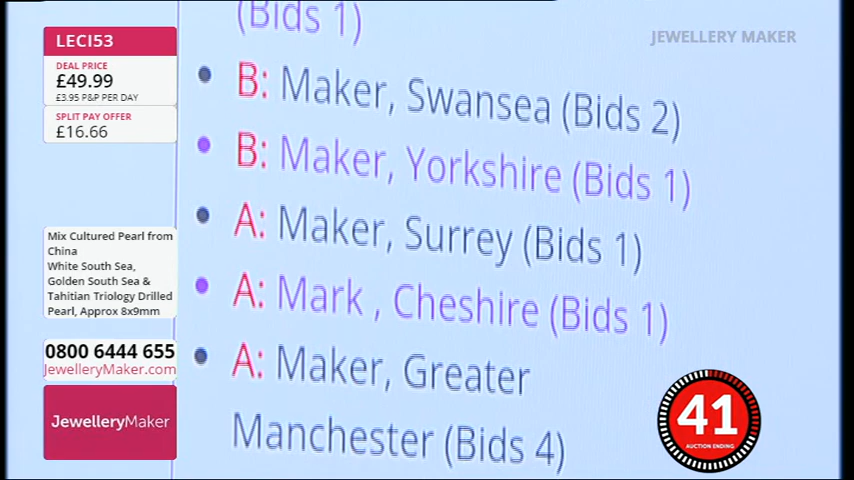 (Bids 1)
LECI53
JEWELLERY MAKER
DEAL PRICE
£49.99
£3.95 P&P PER DAY
SPLIT PAY OFFER
£16.66
B: Maker, Swansea (Bids 2)
B: Maker, Yorkshire (Bids 1)
A: Maker, Surrey (Bids 1)
A: Mark , Cheshire (Bids 1)
A: Maker, Greater
Manchester (Bids 4)
Mix Cultured Pearl from
China
White South Sea,
Golden South Sea &
Tahitian Triology Drilled
Pearl, Approx 8x9mm
0800 6444 655
JewelleryMaker.com
JewelleryMaker
41
AUCTION ENDING